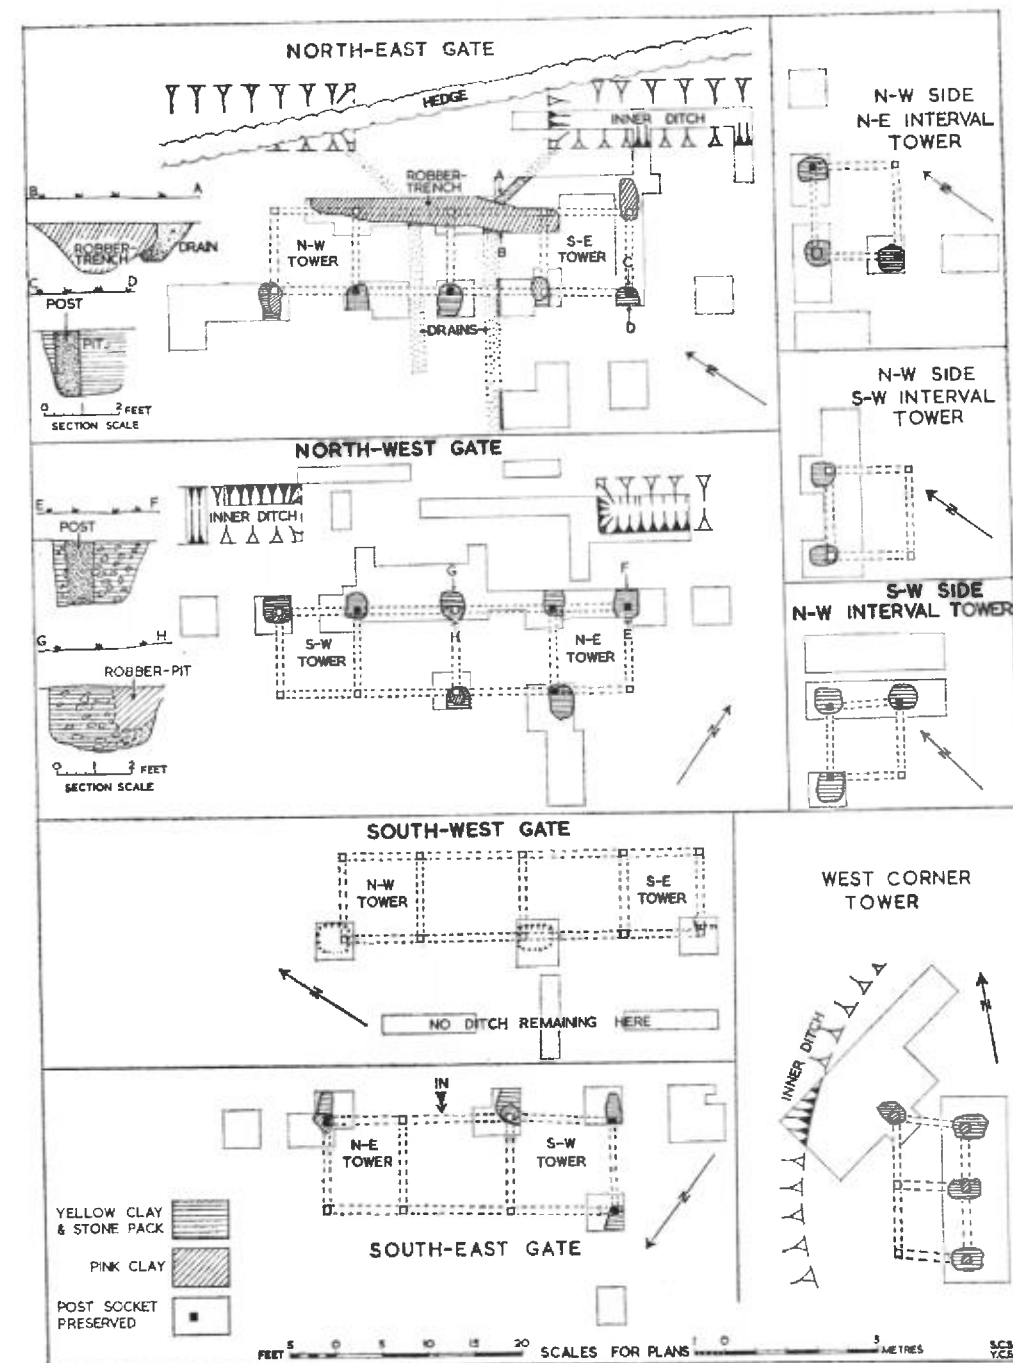 NORTH-EAST GATE
HEDGE
INNER DITCH
ROBBER-
TRENCH
A
B
N-W
TOWER
S-E
TOWER
C
D
DRAINS
N
B A
ROBBER-
TRENCH
DRAIN
C D
POST
PIT
0 2 FEET
SECTION SCALE
N-W SIDE
N-E INTERVAL
TOWER
N
N-W SIDE
S-W INTERVAL
TOWER
N
S-W SIDE
N-W INTERVAL TOWER
N
NORTH-WEST GATE
INNER DITCH
E F
POST
G H
ROBBER-PIT
0 1 2 FEET
SECTION SCALE
G
F
H
E
S-W
TOWER
N-E
TOWER
N
SOUTH-WEST GATE
N-W
TOWER
S-E
TOWER
N
NO DITCH REMAINING HERE
WEST CORNER
TOWER
INNER DITCH
N
IN
N-E
TOWER
S-W
TOWER
N
SOUTH-EAST GATE
YELLOW CLAY
& STONE PACK
PINK CLAY
POST SOCKET
PRESERVED
FEET 5 0 5 10 20 SCALES FOR PLANS 1 0 5 METRES